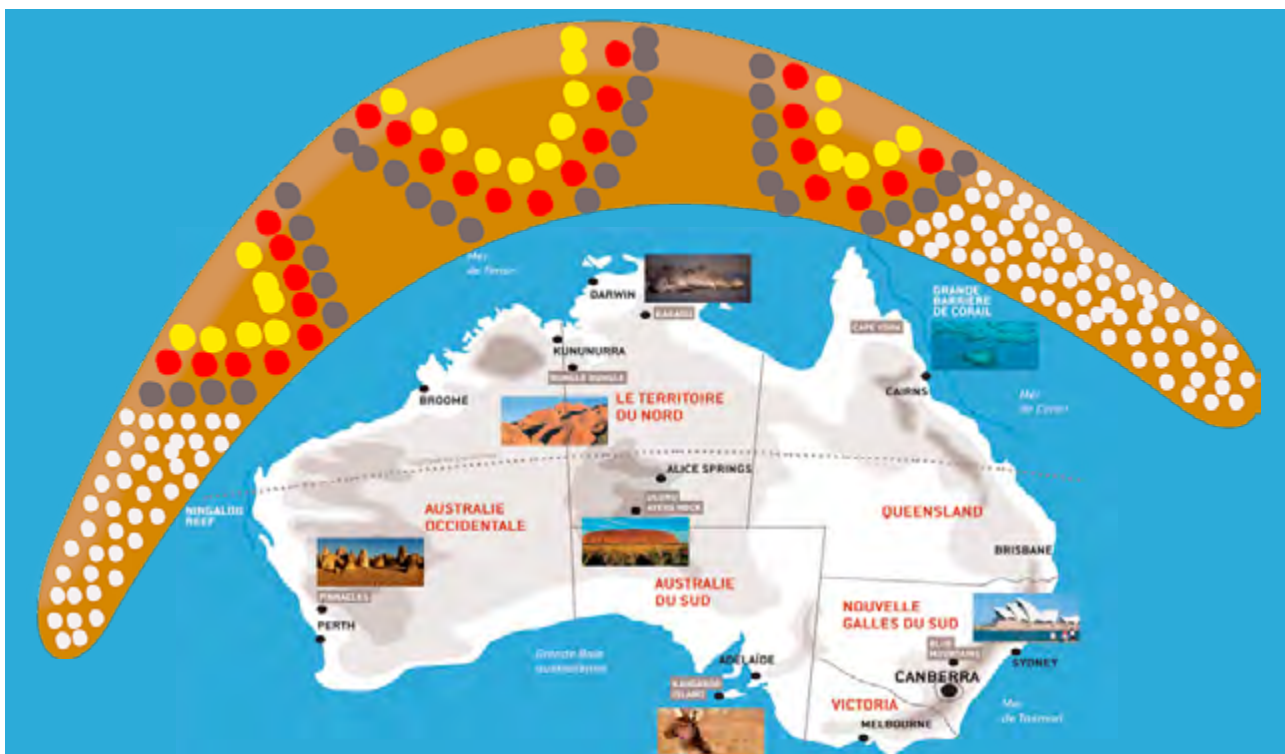 Mer
de Timor
DARWIN
KAKADU
GRANDE
BARRIÈRE
DE CORAIL
CAPE YORK
KUNUNURRA
BUNGLE BUNGLE
BROOME
LE TERRITOIRE
DU NORD
CAIRNS
Mer
de Corail
ALICE SPRINGS
NINGALOO
REEF
AUSTRALIE
OCCIDENTALE
ULURU
AYERS ROCK
QUEENSLAND
BRISBANE
PINNACLES
PERTH
AUSTRALIE
DU SUD
NOUVELLE
GALLES DU SUD
Grande Baie
australienne
ADELAÏDE
BLUE
MOUNTAINS
SYDNEY
KANGAROO
ISLAND
CANBERRA
VICTORIA
MELBOURNE
Mer
de Tasman